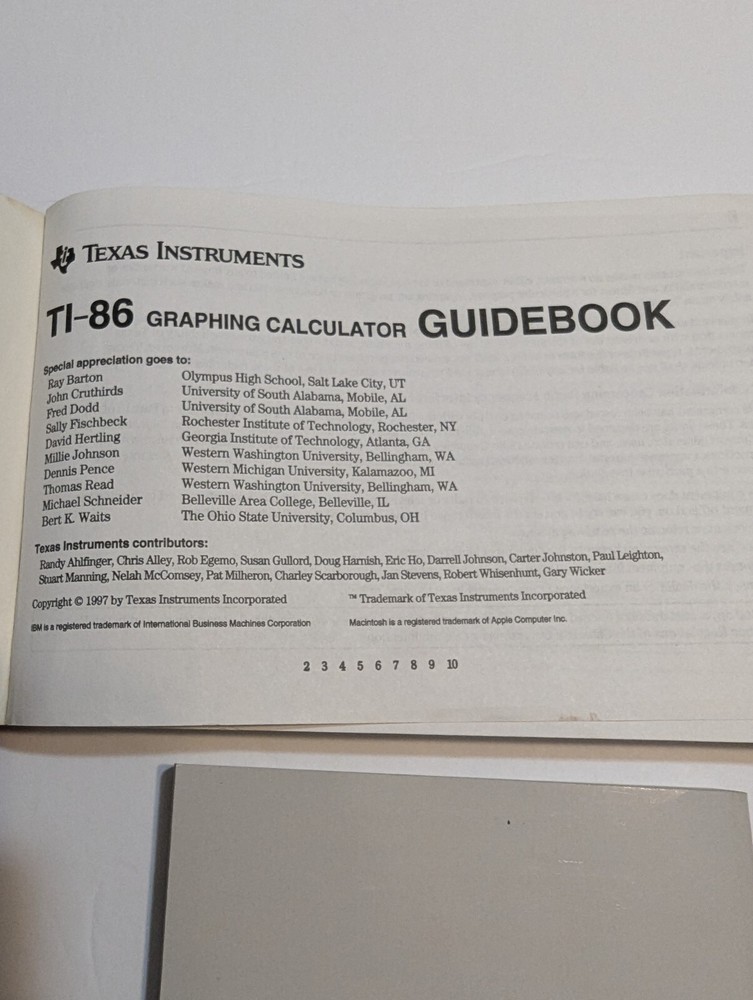 TEXAS INSTRUMENTS
TI-86 GRAPHING CALCULATOR GUIDEBOOK
Special appreciation goes to:
Ray Barton Olympus High School, Salt Lake City, UT
John Cruthirds University of South Alabama, Mobile, AL
Fred Dodd University of South Alabama, Mobile, AL
Sally Fischbeck Rochester Institute of Technology, Rochester, NY
David Hertling Georgia Institute of Technology, Atlanta, GA
Millie Johnson Western Washington University, Bellingham, WA
Dennis Pence Western Michigan University, Kalamazoo, MI
Thomas Read Western Washington University, Bellingham, WA
Michael Schneider Belleville Area College, Belleville, IL
Bert K. Waits The Ohio State University, Columbus, OH
Texas Instruments contributors:
Randy Ahlfinger, Chris Alley, Rob Egemo, Susan Gullord, Doug Harnish, Eric Ho, Darrell Johnson, Carter Johnston, Paul Leighton,
Stuart Manning, Nelah McComsey, Pat Milheron, Charley Scarborough, Jan Stevens, Robert Whisenhunt, Gary Wicker
Copyright © 1997 by Texas Instruments Incorporated ™ Trademark of Texas Instruments Incorporated
IBM is a registered trademark of International Business Machines Corporation Macintosh is a registered trademark of Apple Computer Inc.
2 3 4 5 6 7 8 9 10